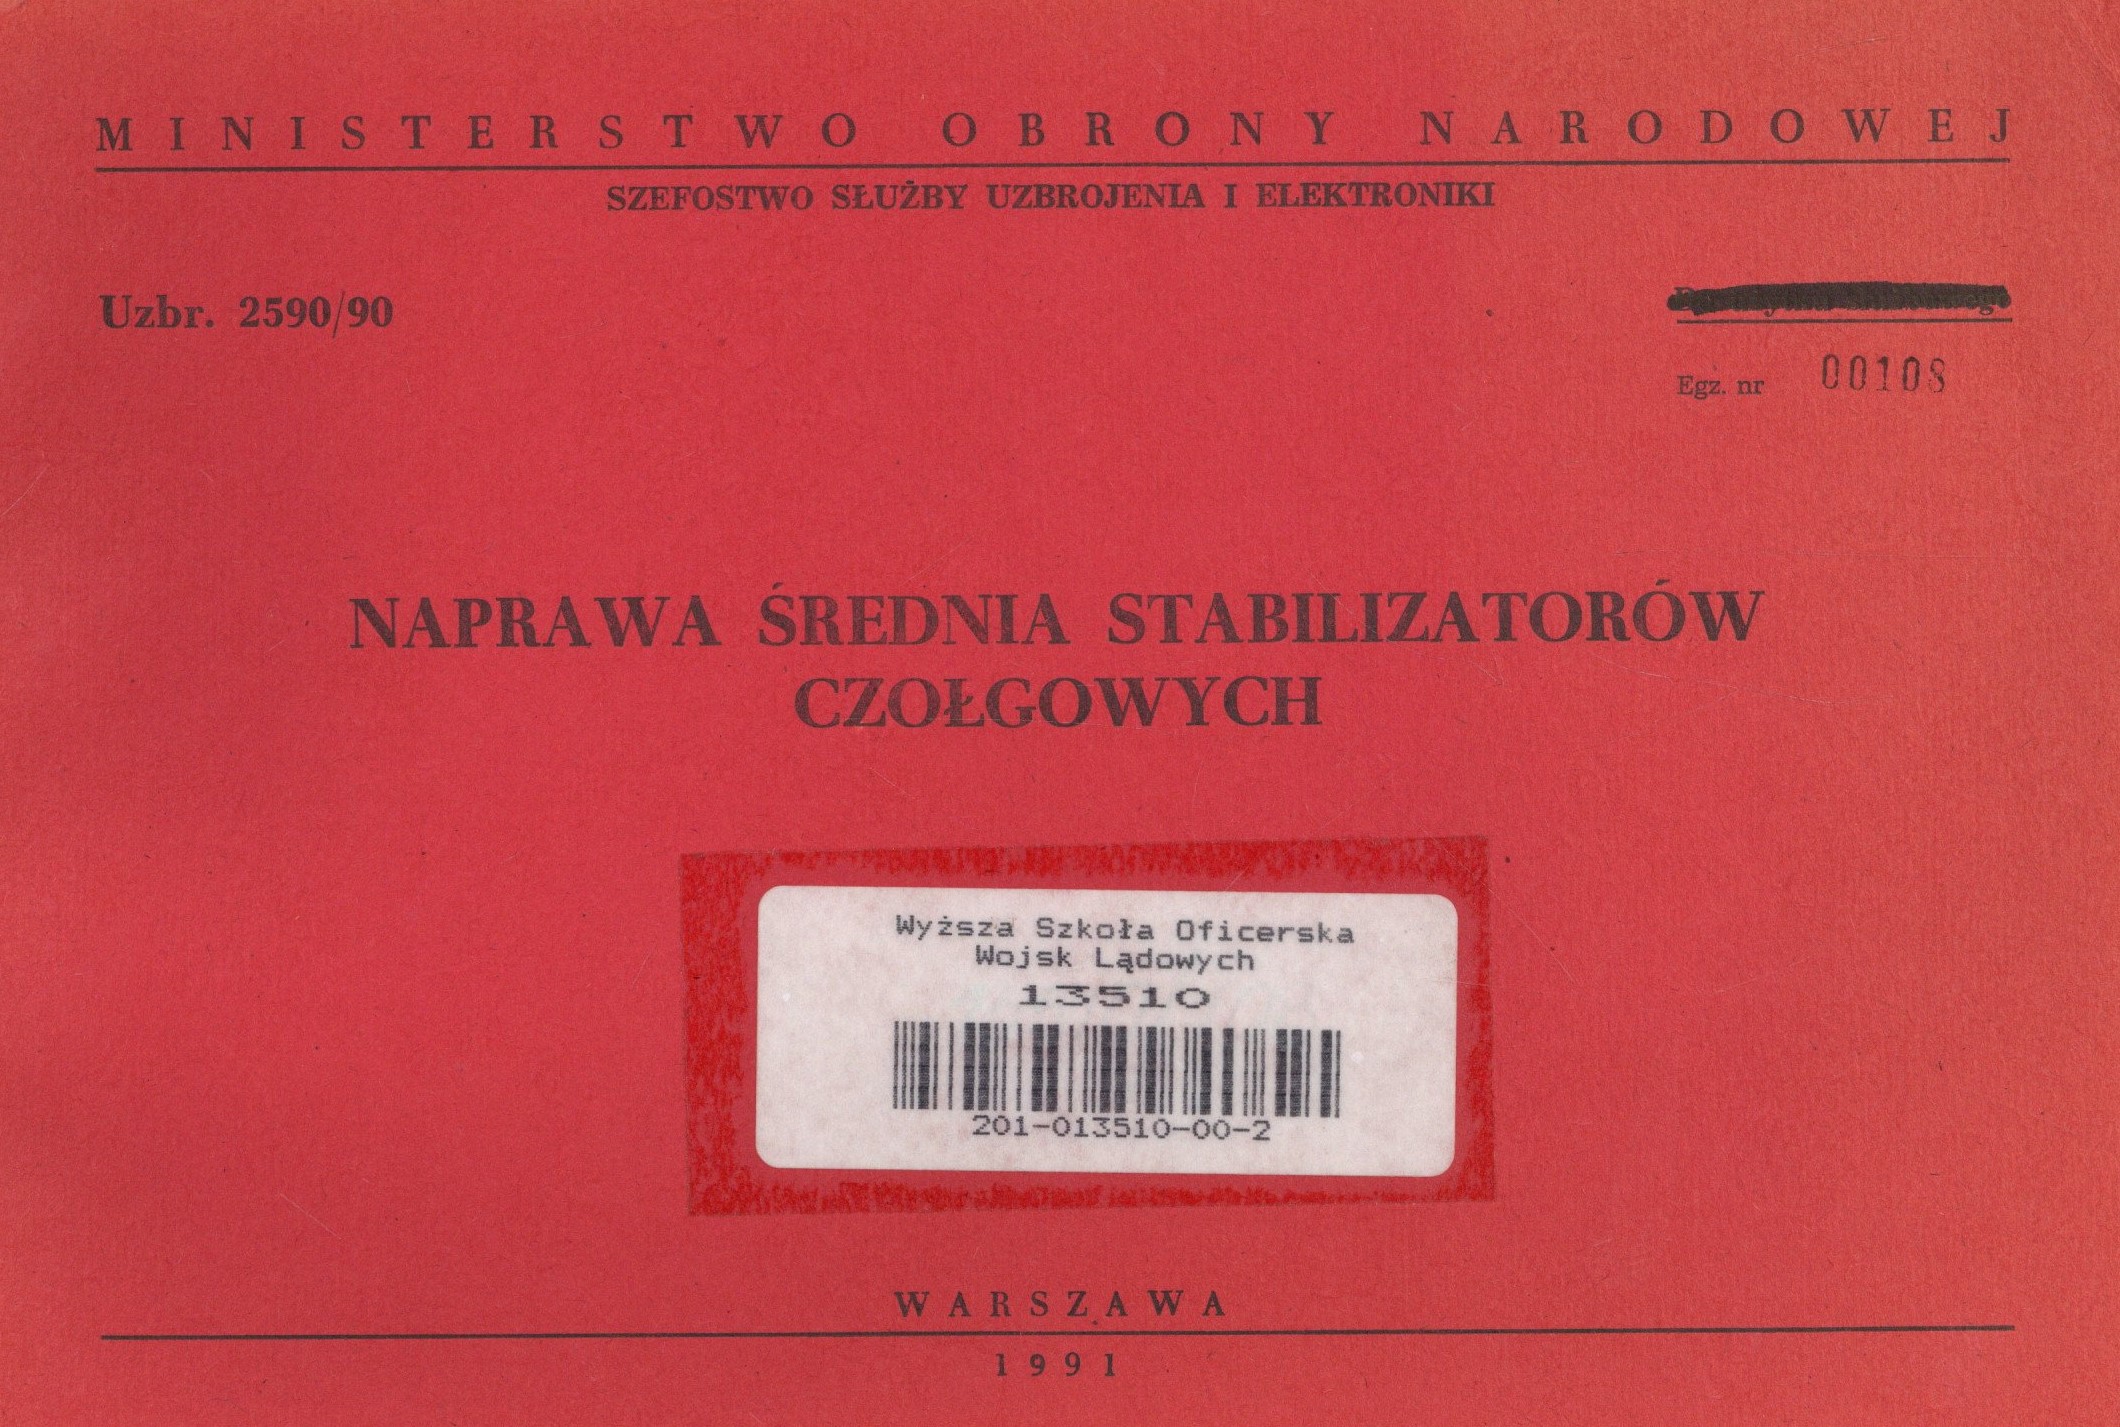 MINISTERSTWO OBRONY NARODOWEJ
SZEFOSTWO SŁUŻBY UZBROJENIA I ELEKTRONIKI
Uzbr. 2590/90
Egz. nr 00108
NAPRAWA ŚREDNIA STABILIZATORÓW
CZOŁGOWYCH
Wyższa Szkoła Oficerska
Wojsk Lądowych
13510
201-013510-00-2
WARSZAWA
1991